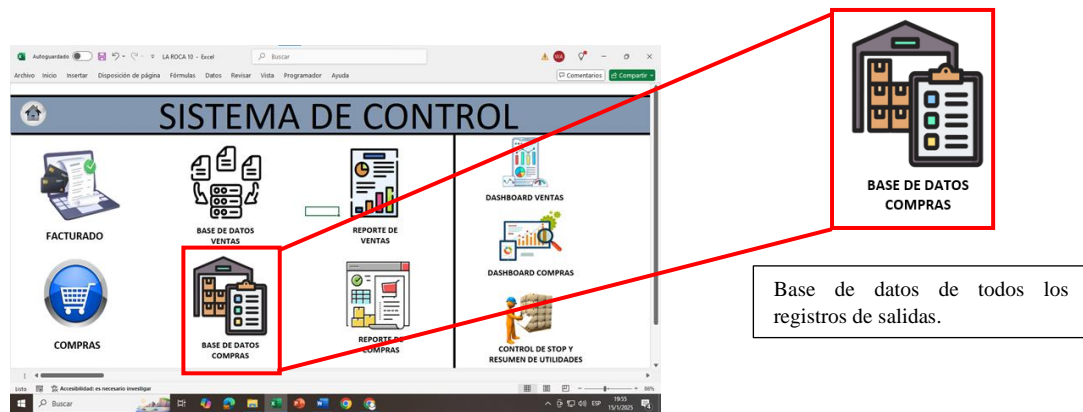 Autoguardado
LA ROCA 10 - Excel
Buscar
Archivo Inicio Insertar Disposición de página Fórmulas Datos Revisar Vista Programador Ayuda
Comentarios Compartir
SISTEMA DE CONTROL
FACTURADO
BASE DE DATOS
VENTAS
REPORTE DE
VENTAS
DASHBOARD VENTAS
DASHBOARD COMPRAS
COMPRAS
BASE DE DATOS
COMPRAS
REPORTE DE
COMPRAS
CONTROL DE STOP Y
RESUMEN DE UTILIDADES
Listo Accesibilidad: es necesario investigar
Buscar
ESP
19:55
15/1/2025
BASE DE DATOS
COMPRAS
Base de datos de todos los
registros de salidas.